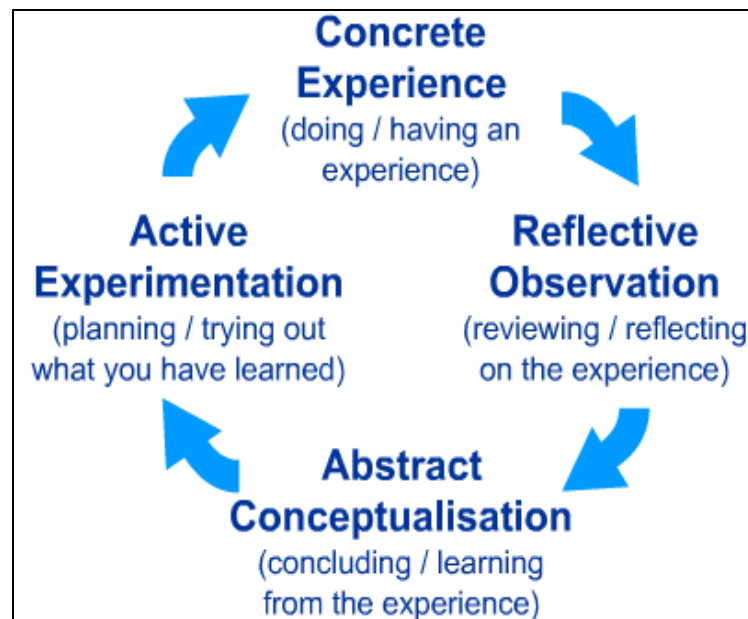 Concrete
Experience
(doing / having an
experience)
Reflective
Observation
(reviewing / reflecting
on the experience)
Abstract
Conceptualisation
(concluding / learning
from the experience)
Active
Experimentation
(planning / trying out
what you have learned)